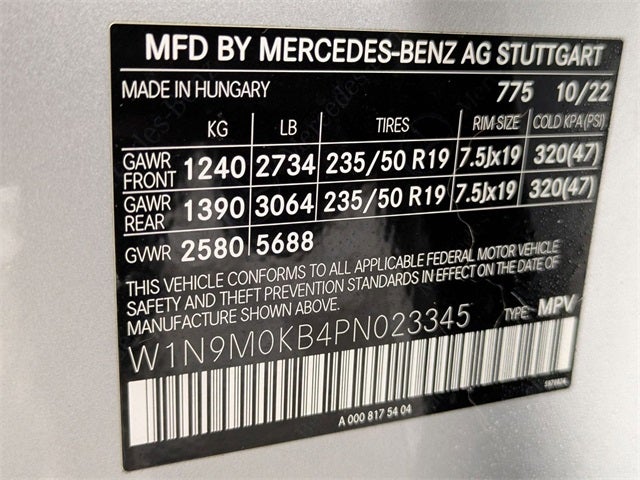 MFD BY MERCEDES-BENZ AG STUTTGART
MADE IN HUNGARY 775 10/22
KG LB TIRES RIM SIZE COLD KPA(PSI)
GAWR FRONT 1240 2734 235/50 R19 7.5Jx19 320(47)
GAWR REAR 1390 3064 235/50 R19 7.5Jx19 320(47)
GVWR 2580 5688
THIS VEHICLE CONFORMS TO ALL APPLICABLE FEDERAL MOTOR VEHICLE
SAFETY AND THEFT PREVENTION STANDARDS IN EFFECT ON THE DATE OF
MANUFACTURE SHOWN ABOVE.
W1N9M0KB4PN023345 TYPE: MPV
A 000 817 54 04